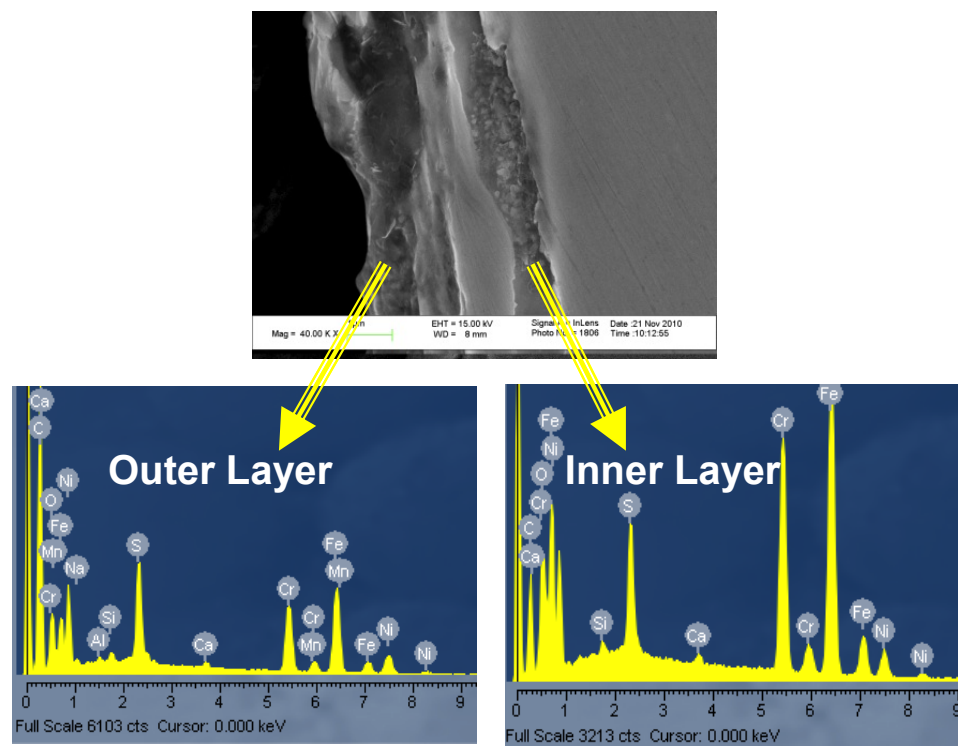 Mag = 40.00 K X
EHT = 15.00 kV
WD = 8 mm
InLens
1806
Date :21 Nov 2010
Time :10:12:55
Outer Layer
Ca
C
Ni
O
Fe
Mn
Na
Cr
Si
Al
S
Ca
Cr
Cr
Mn
Fe
Mn
Fe
Ni
Ni
0 1 2 3 4 5 6 7 8 9
Full Scale 6103 cts Cursor: 0.000 keV
Inner Layer
Fe
Ni
O
Cr
C
Ca
Si
S
Ca
Cr
Cr
Fe
Fe
Ni
Ni
0 1 2 3 4 5 6 7 8 9
Full Scale 3213 cts Cursor: 0.000 keV